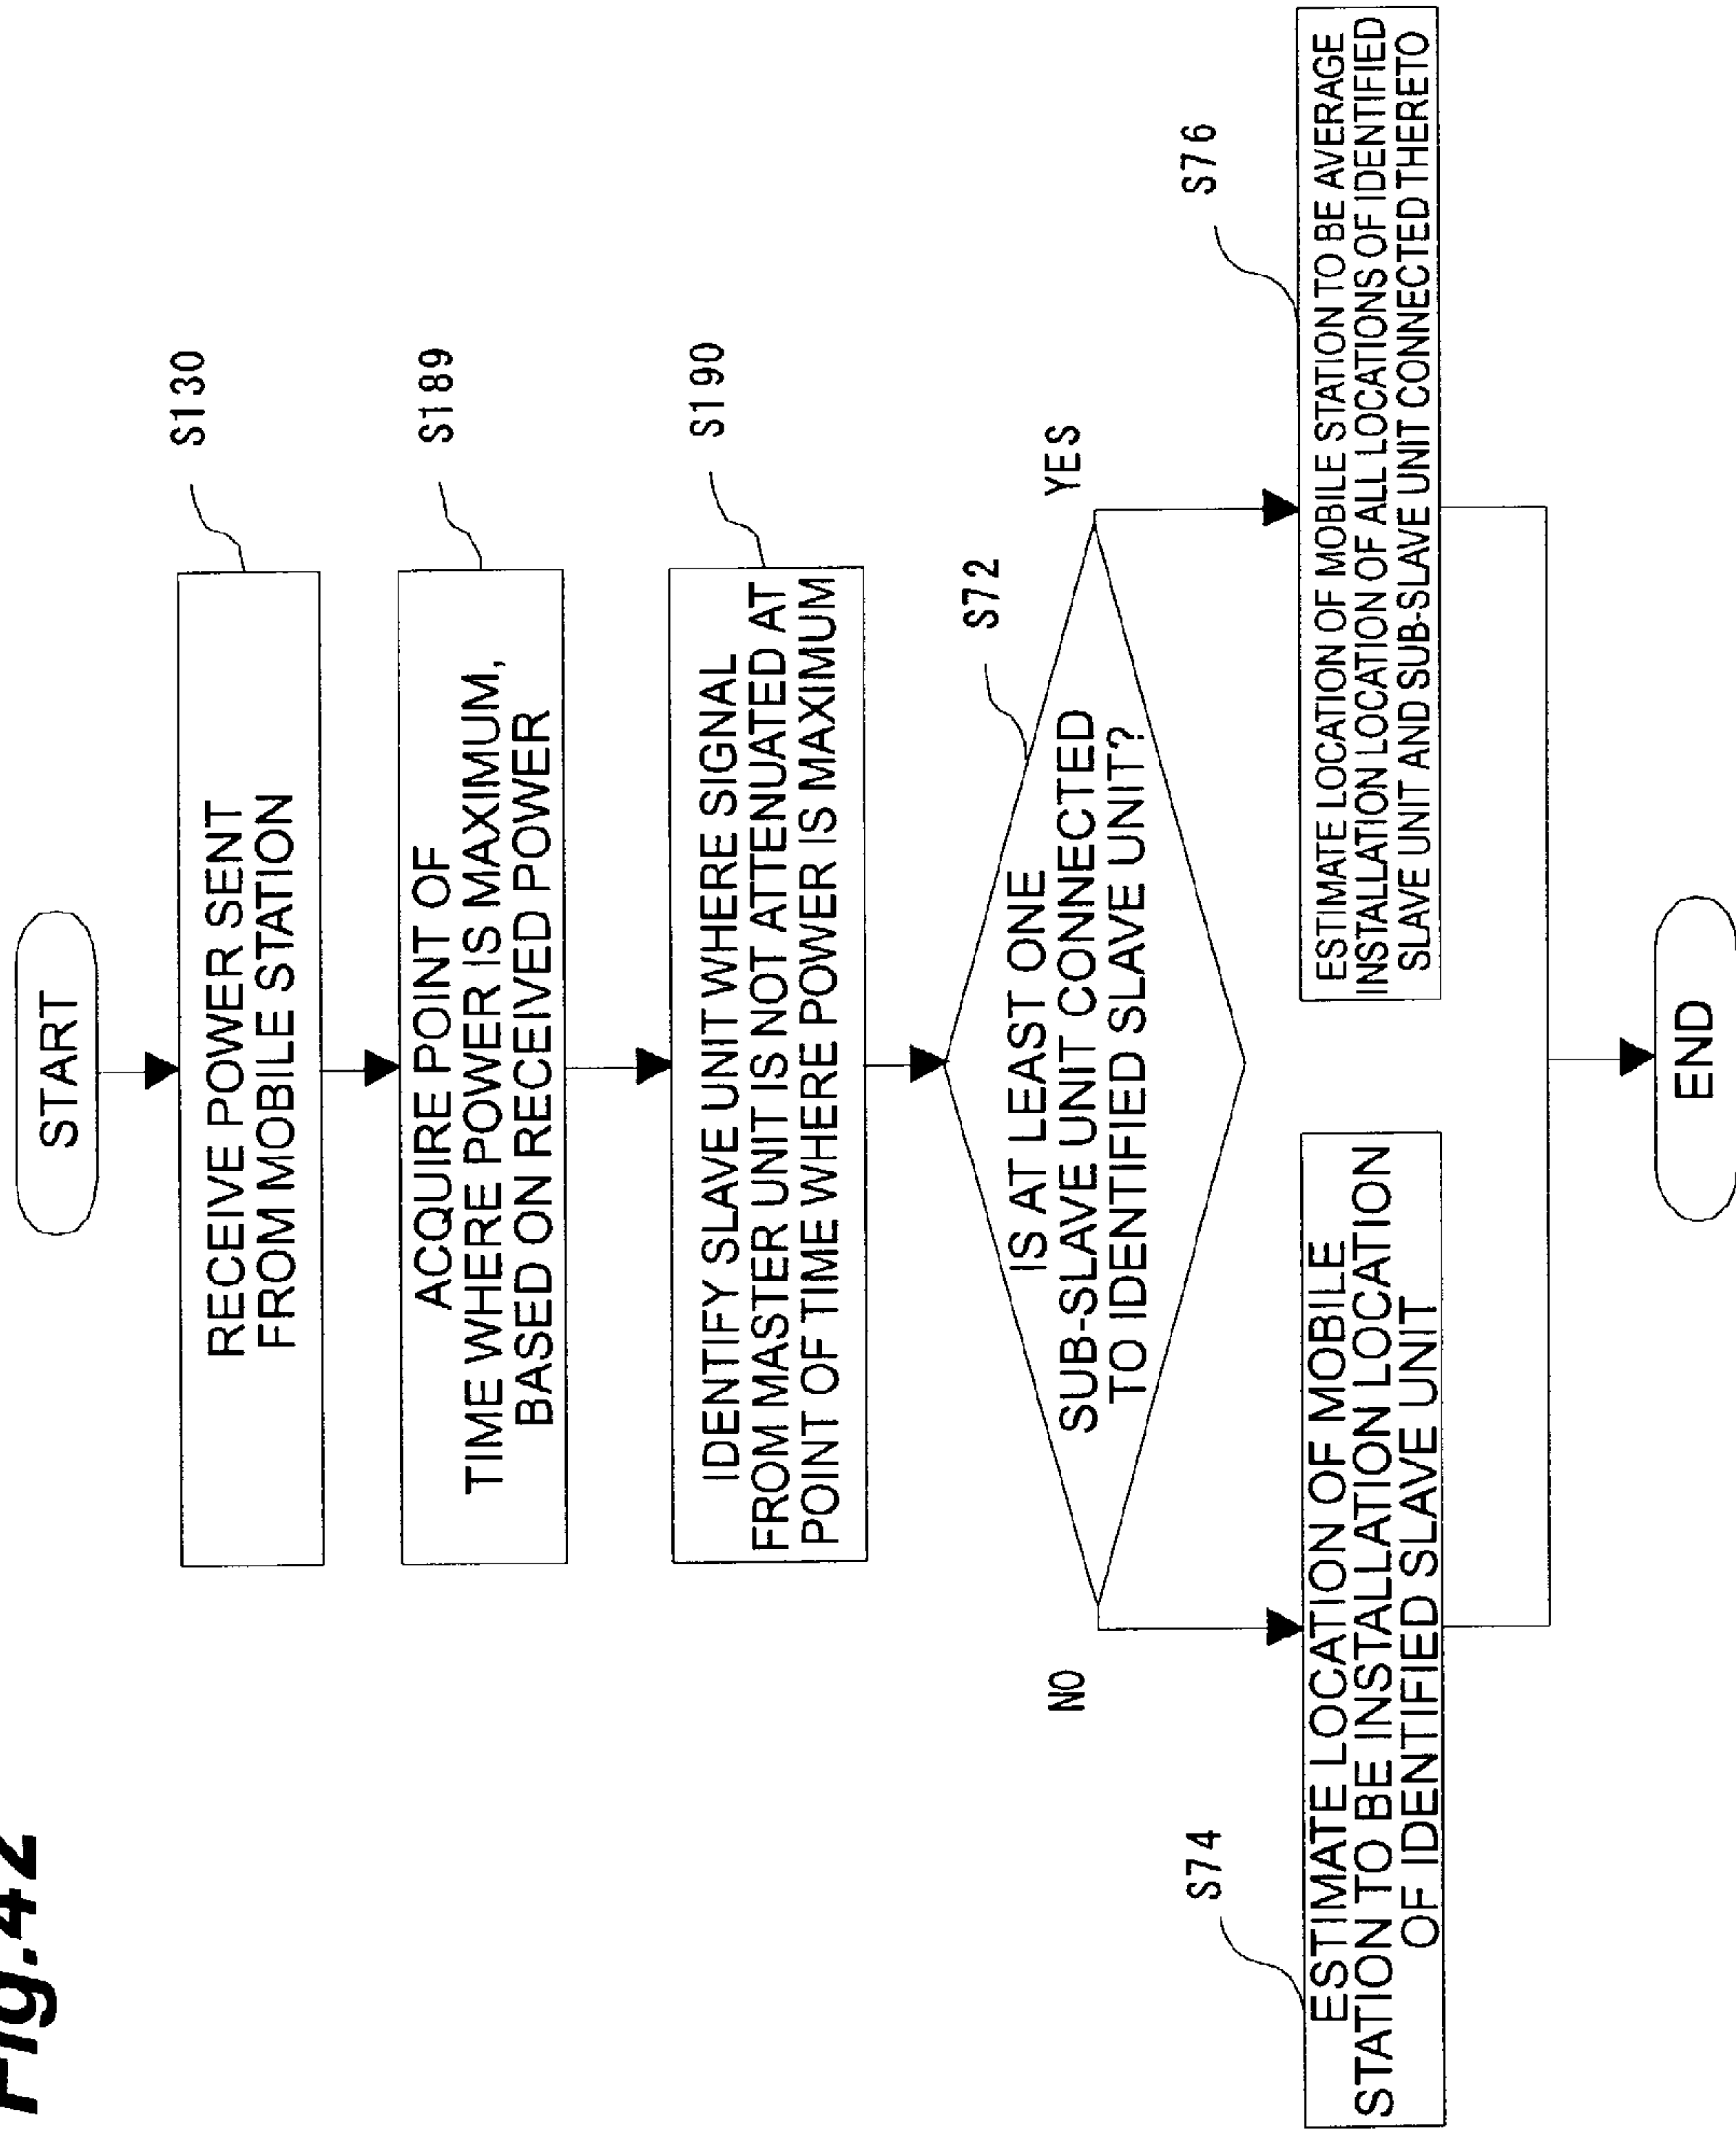 Fig.42
START
S130
RECEIVE POWER SENT
FROM MOBILE STATION
S189
ACQUIRE POINT OF
TIME WHERE POWER IS MAXIMUM,
BASED ON RECEIVED POWER
S190
IDENTIFY SLAVE UNIT WHERE SIGNAL
FROM MASTER UNIT IS NOT ATTENUATED AT
POINT OF TIME WHERE POWER IS MAXIMUM
S72
IS AT LEAST ONE
SUB-SLAVE UNIT CONNECTED
TO IDENTIFIED SLAVE UNIT?
NO
YES
S74
ESTIMATE LOCATION OF MOBILE
STATION TO BE INSTALLATION LOCATION
OF IDENTIFIED SLAVE UNIT
S76
ESTIMATE LOCATION OF MOBILE STATION TO BE AVERAGE
INSTALLATION LOCATION OF ALL LOCATIONS OF IDENTIFIED
SLAVE UNIT AND SUB-SLAVE UNIT CONNECTED THERETO
END